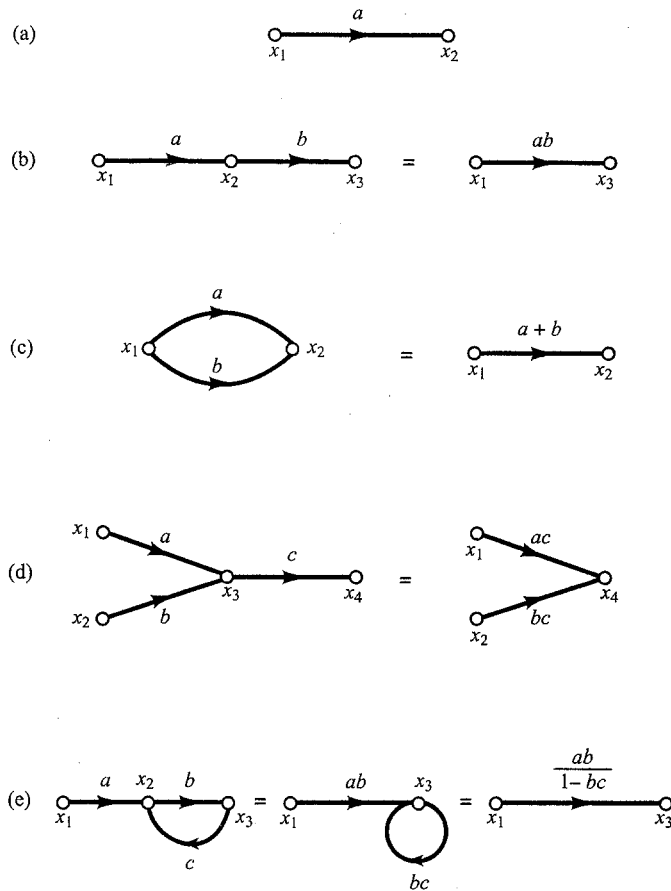 (a) a
x₁ x₂
(b) a b = ab
x₁ x₂ x₃ x₁ x₃
a
(c) x₁ x₂ = a + b
b x₁ x₂
x₁ a c x₁ ac
(d) x₃ x₄ = x₄
x₂ b x₂ bc
(e) a x₂ b = ab x₃ = ab
1 – bc
x₁ x₃ x₁ x₁ x₃
c bc